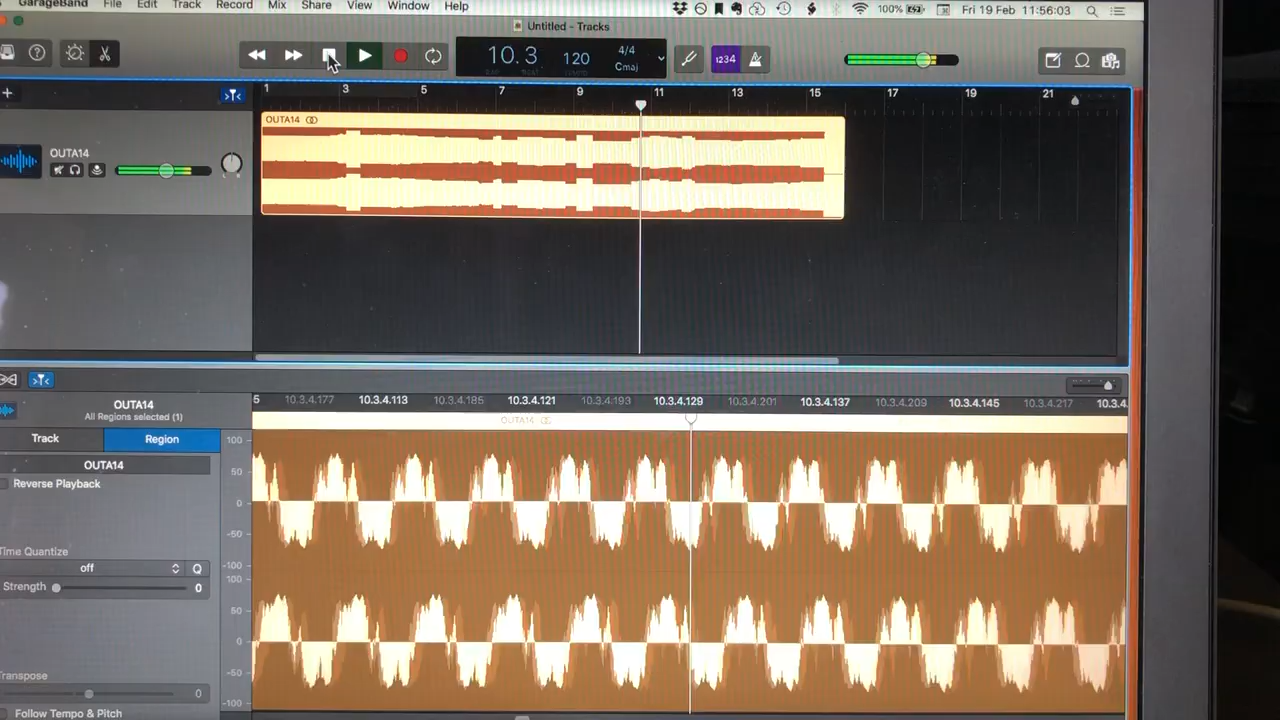 GarageBand File Edit Track Record Mix Share View Window Help 100% Fri 19 Feb 11:56:03
Untitled - Tracks
10.3 120 4/4 Cmaj 1234
1 3 5 7 9 11 13 15 17 19 21
OUTA14
OUTA14
5 10.3.4.177 10.3.4.113 10.3.4.185 10.3.4.121 10.3.4.193 10.3.4.129 10.3.4.201 10.3.4.137 10.3.4.209 10.3.4.145 10.3.4.217 10.3.4.
OUTA14
All Regions selected (1)
OUTA14
Track Region
OUTA14
Reverse Playback
Time Quantize
off Q
Strength 0
Transpose
0
Follow Tempo & Pitch
100
50
0
-50
-100
100
50
0
-50
-100